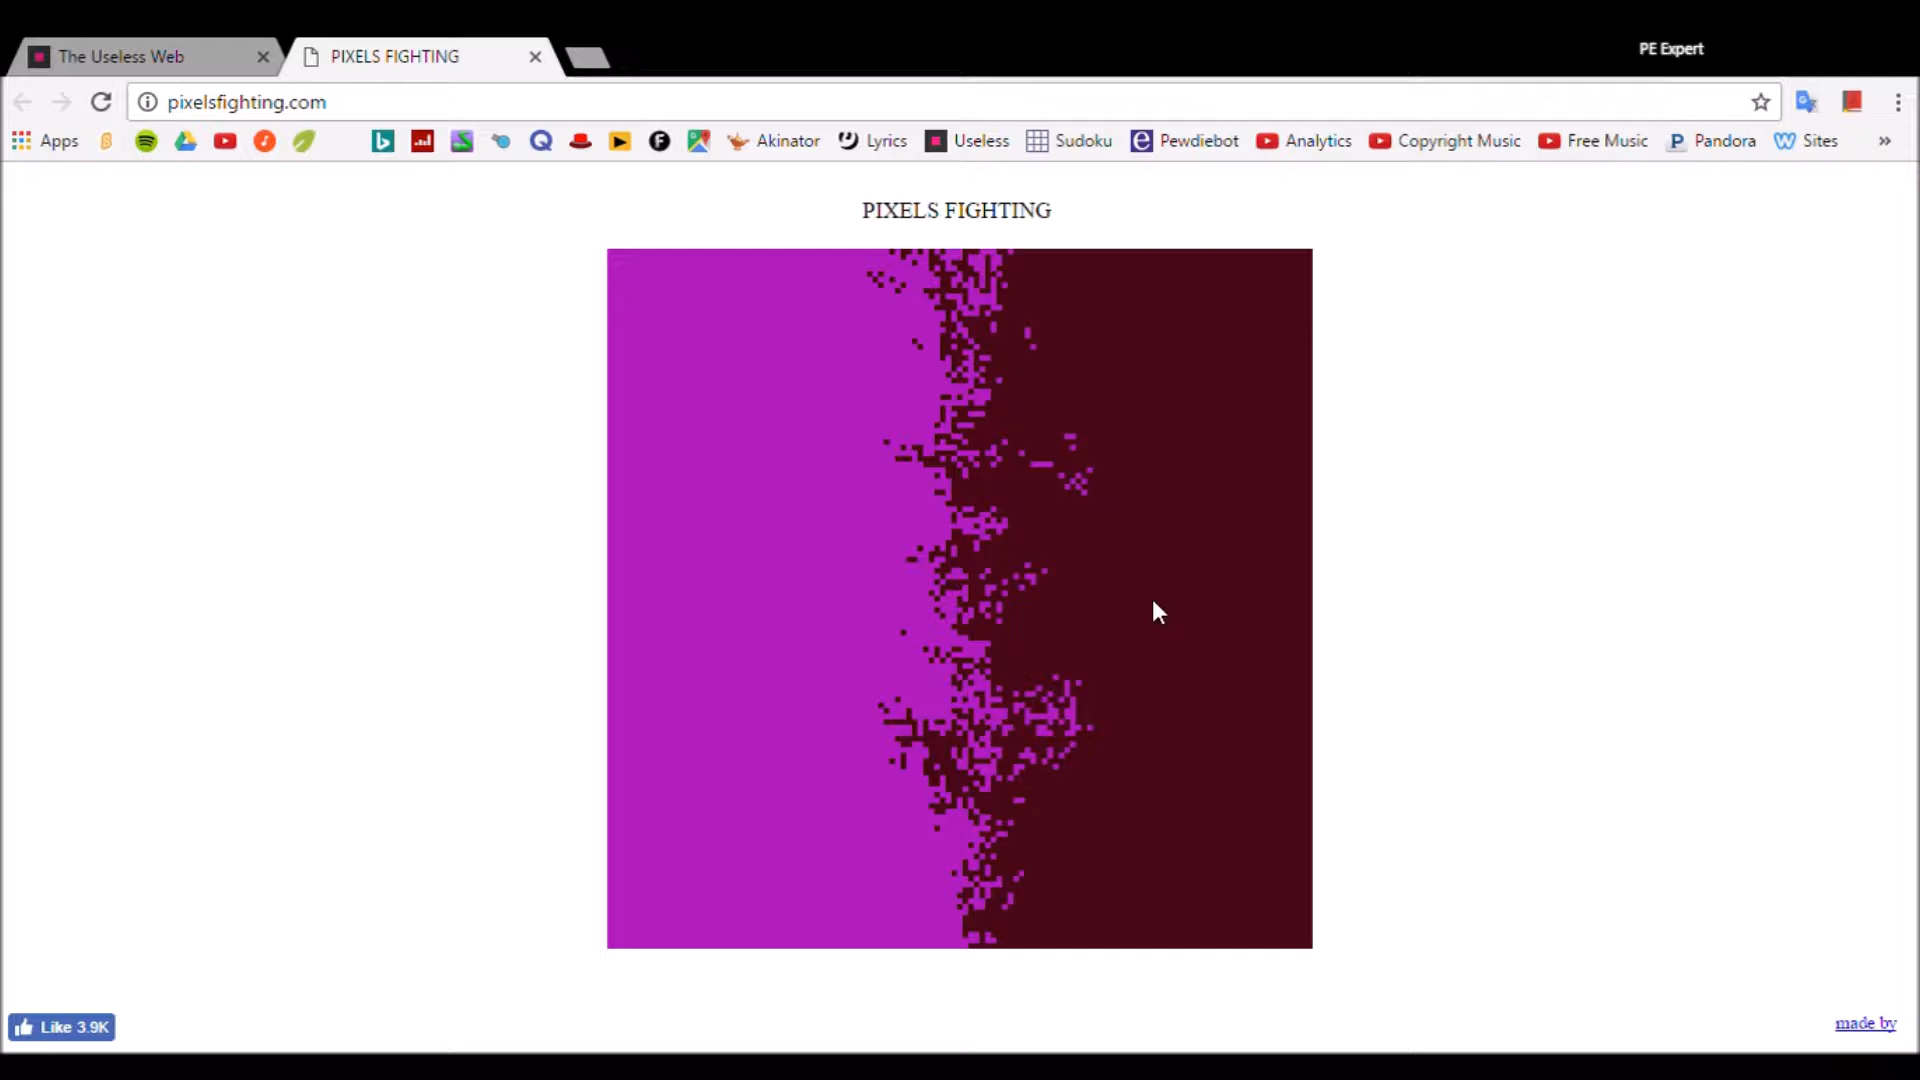 The Useless Web
PIXELS FIGHTING
PE Expert
pixelsfighting.com
Apps
Akinator
Lyrics
Useless
Sudoku
Pewdiebot
Analytics
Copyright Music
Free Music
Pandora
Sites
»
PIXELS FIGHTING
Like 3.9K
made by